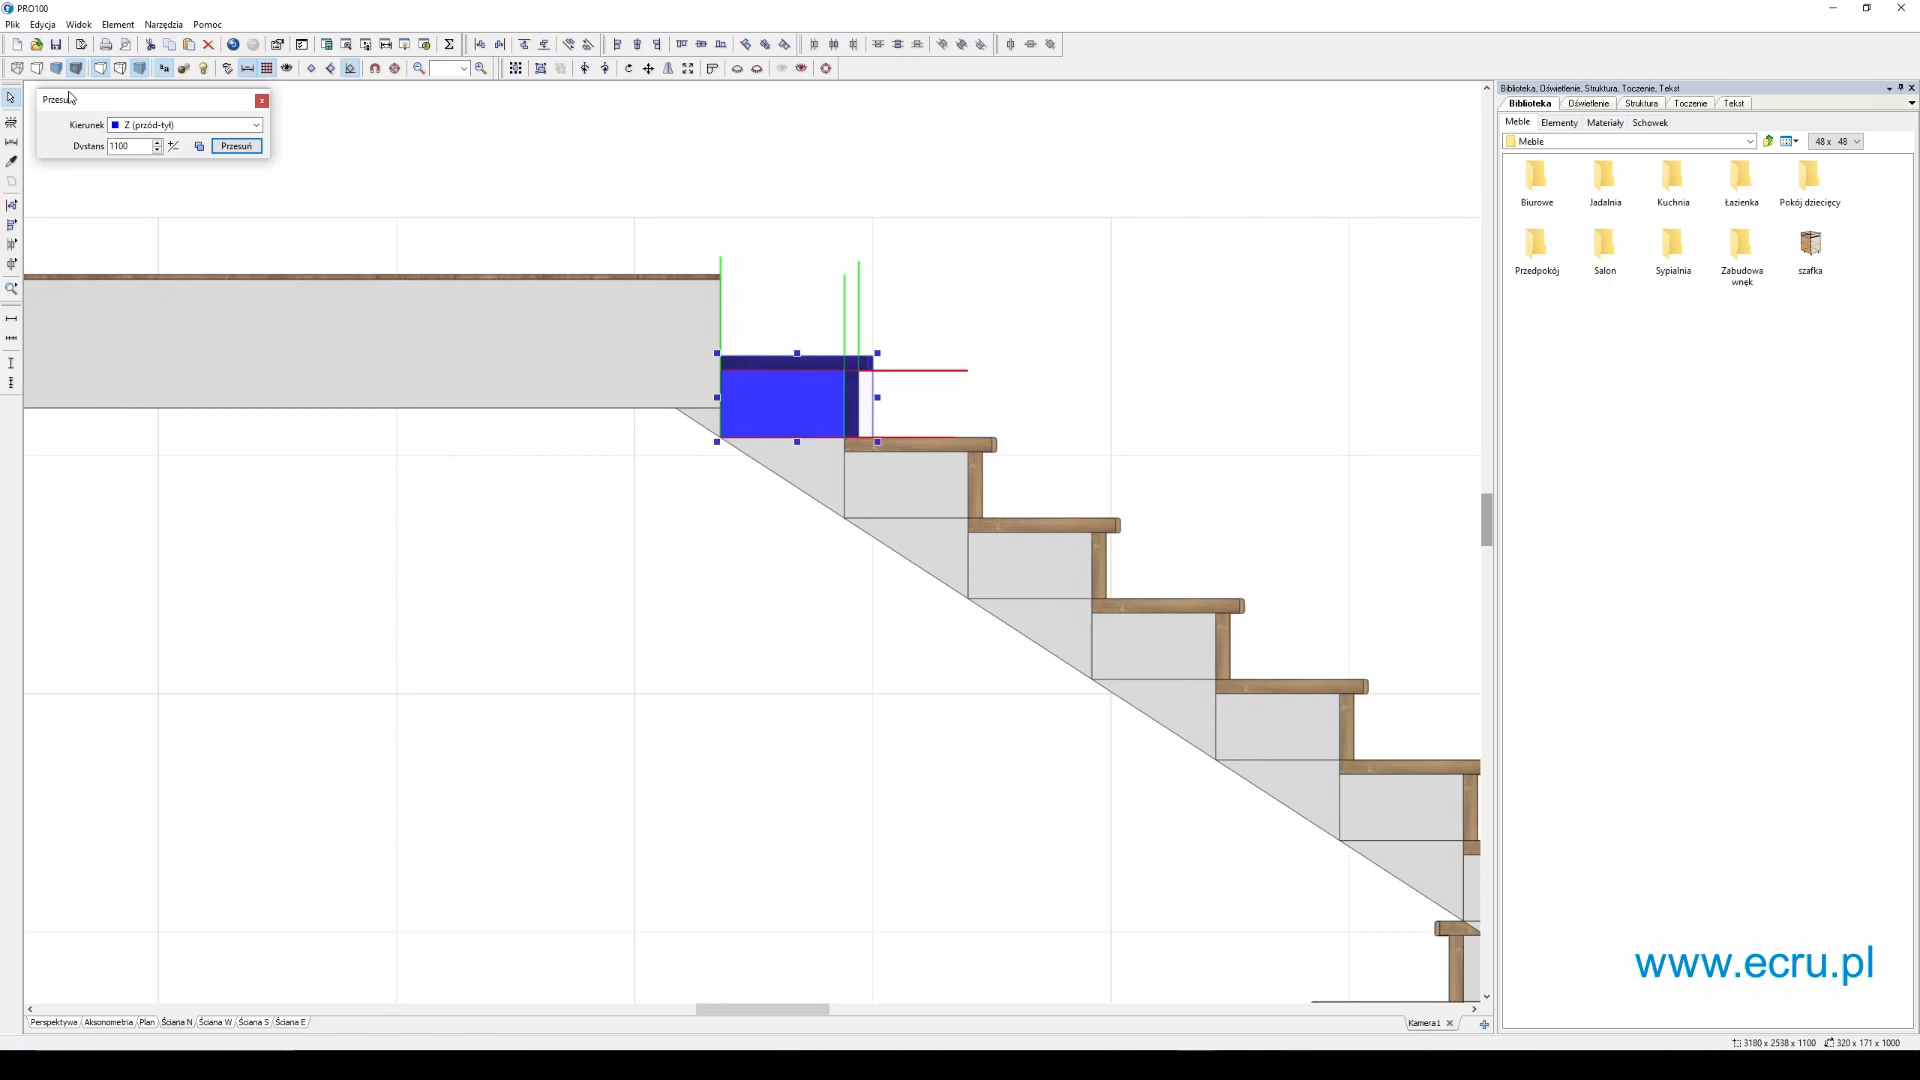 PRO100
Plik Edycja Widok Element Narzędzia Pomoc
Biblioteka, Oświetlenie, Struktura, Toczenie, Tekst
Biblioteka Oświetlenie Struktura Toczenie Tekst
Meble Elementy Materiały Schowek
Meble 48 x 48
Biurowe Jadalnia Kuchnia Łazienka Pokój dziecięcy
Przedpokój Salon Sypialnia Zabudowa wnęk szafka
Kierunek Z (przód-tył)
Dystans 1100 Przesuń
www.ecru.pl
Perspektywa Aksonometria Plan Ściana N Ściana W Ściana S Ściana E
Kamera1
3180 x 2538 x 1100 320 x 171 x 1000